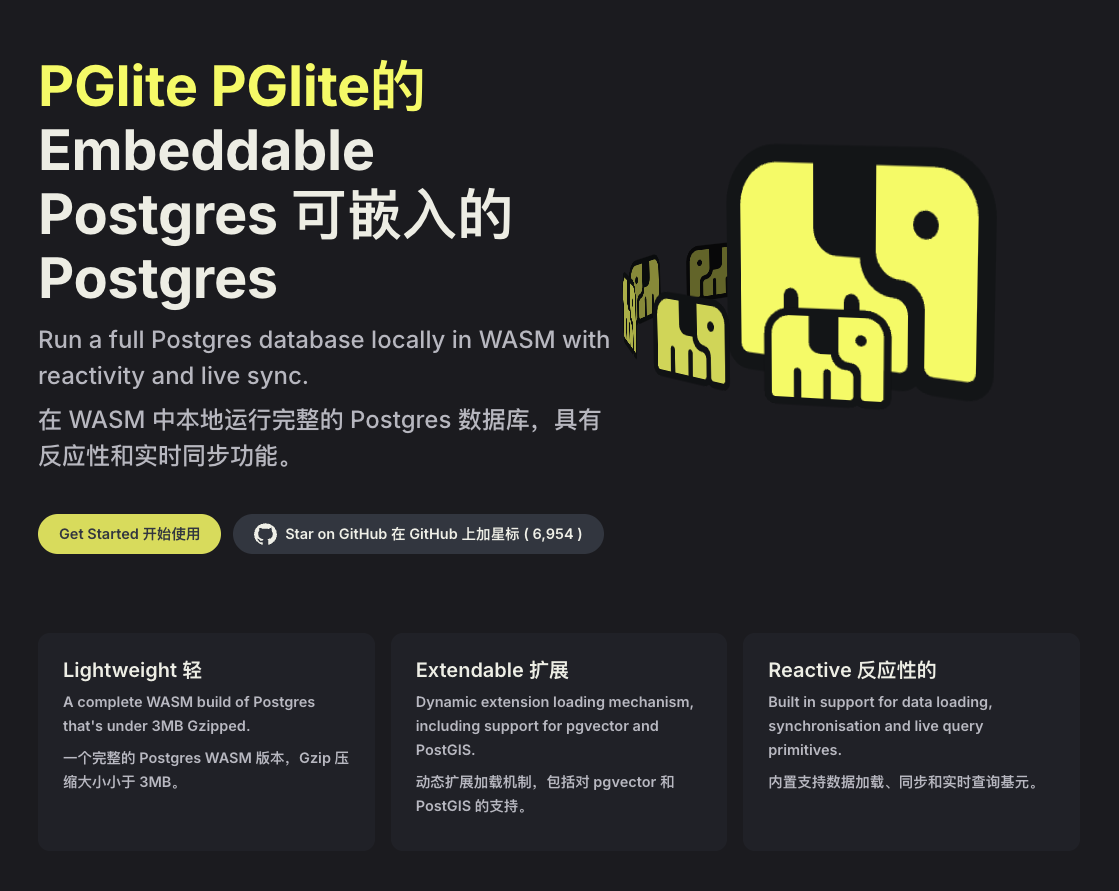 PGlite PGlite的
Embeddable
Postgres 可嵌入的
Postgres
Run a full Postgres database locally in WASM with
reactivity and live sync.
在 WASM 中本地运行完整的 Postgres 数据库，具有
反应性和实时同步功能。
Get Started 开始使用
Star on GitHub 在 GitHub 上加星标 ( 6,954 )
Lightweight 轻
A complete WASM build of Postgres
that's under 3MB Gzipped.
一个完整的 Postgres WASM 版本，Gzip 压
缩大小小于 3MB。
Extendable 扩展
Dynamic extension loading mechanism,
including support for pgvector and
PostGIS.
动态扩展加载机制，包括对 pgvector 和
PostGIS 的支持。
Reactive 反应性的
Built in support for data loading,
synchronisation and live query
primitives.
内置支持数据加载、同步和实时查询基元。